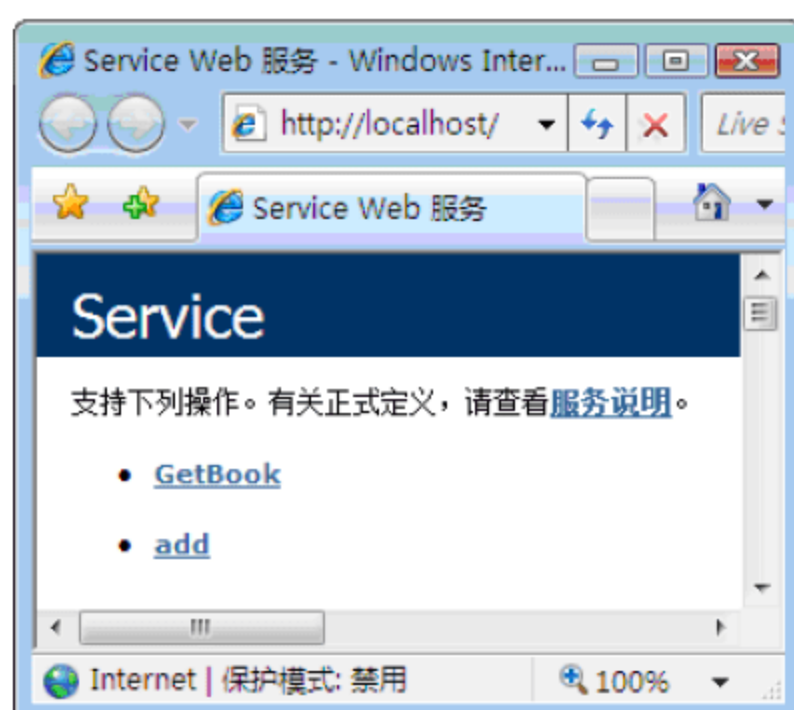 Service Web 服务 - Windows Inter...
http://localhost/
Live
Service Web 服务
Service
支持下列操作。有关正式定义，请查看服务说明。
GetBook
add
Internet | 保护模式: 禁用
100%